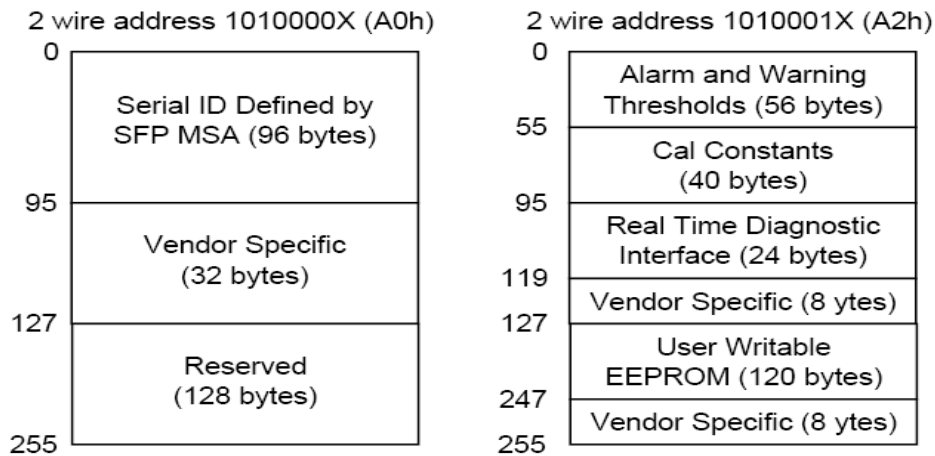 2 wire address 1010000X (A0h)
0
Serial ID Defined by
SFP MSA (96 bytes)
95
Vendor Specific
(32 bytes)
127
Reserved
(128 bytes)
255
2 wire address 1010001X (A2h)
0
Alarm and Warning
Thresholds (56 bytes)
55
Cal Constants
(40 bytes)
95
Real Time Diagnostic
Interface (24 bytes)
119
Vendor Specific (8 ytes)
127
User Writable
EEPROM (120 bytes)
247
Vendor Specific (8 ytes)
255